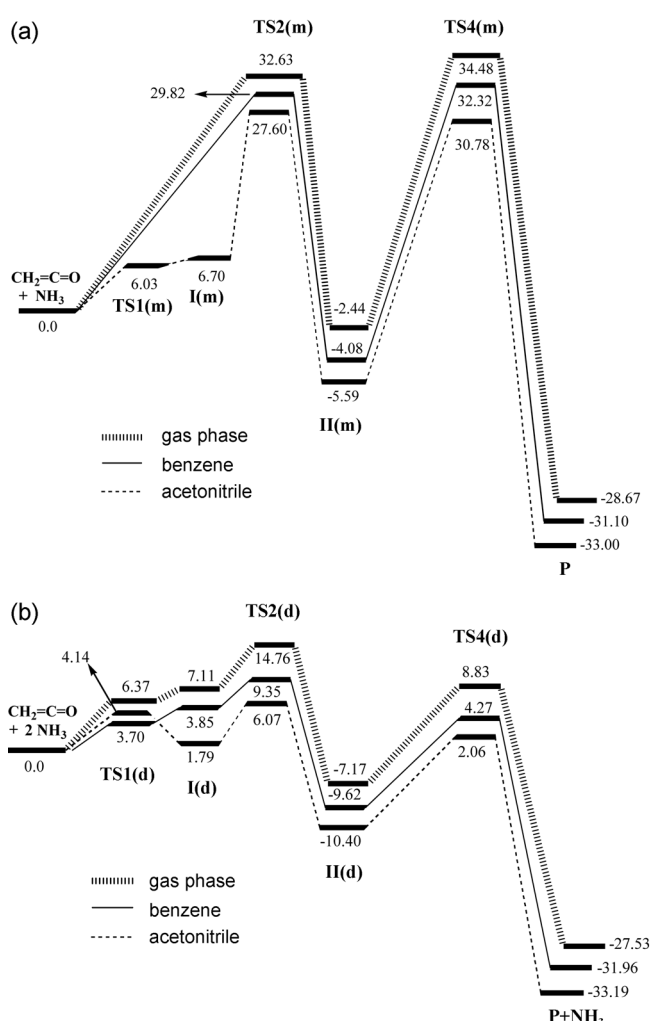 (a)
TS2(m)
TS4(m)
32.63
34.48
29.82
32.32
27.60
30.78
CH2=C=O
+ NH3
6.03
6.70
TS1(m)
I(m)
0.0
-2.44
-4.08
-5.59
II(m)
gas phase
benzene
acetonitrile
-28.67
-31.10
-33.00
P
(b)
TS2(d)
TS4(d)
4.14
6.37
7.11
14.76
8.83
CH2=C=O
+ 2 NH3
9.35
4.27
3.70
3.85
6.07
2.06
0.0
TS1(d)
1.79
I(d)
-7.17
-9.62
-10.40
II(d)
gas phase
benzene
acetonitrile
-27.53
-31.96
-33.19
P+NH3